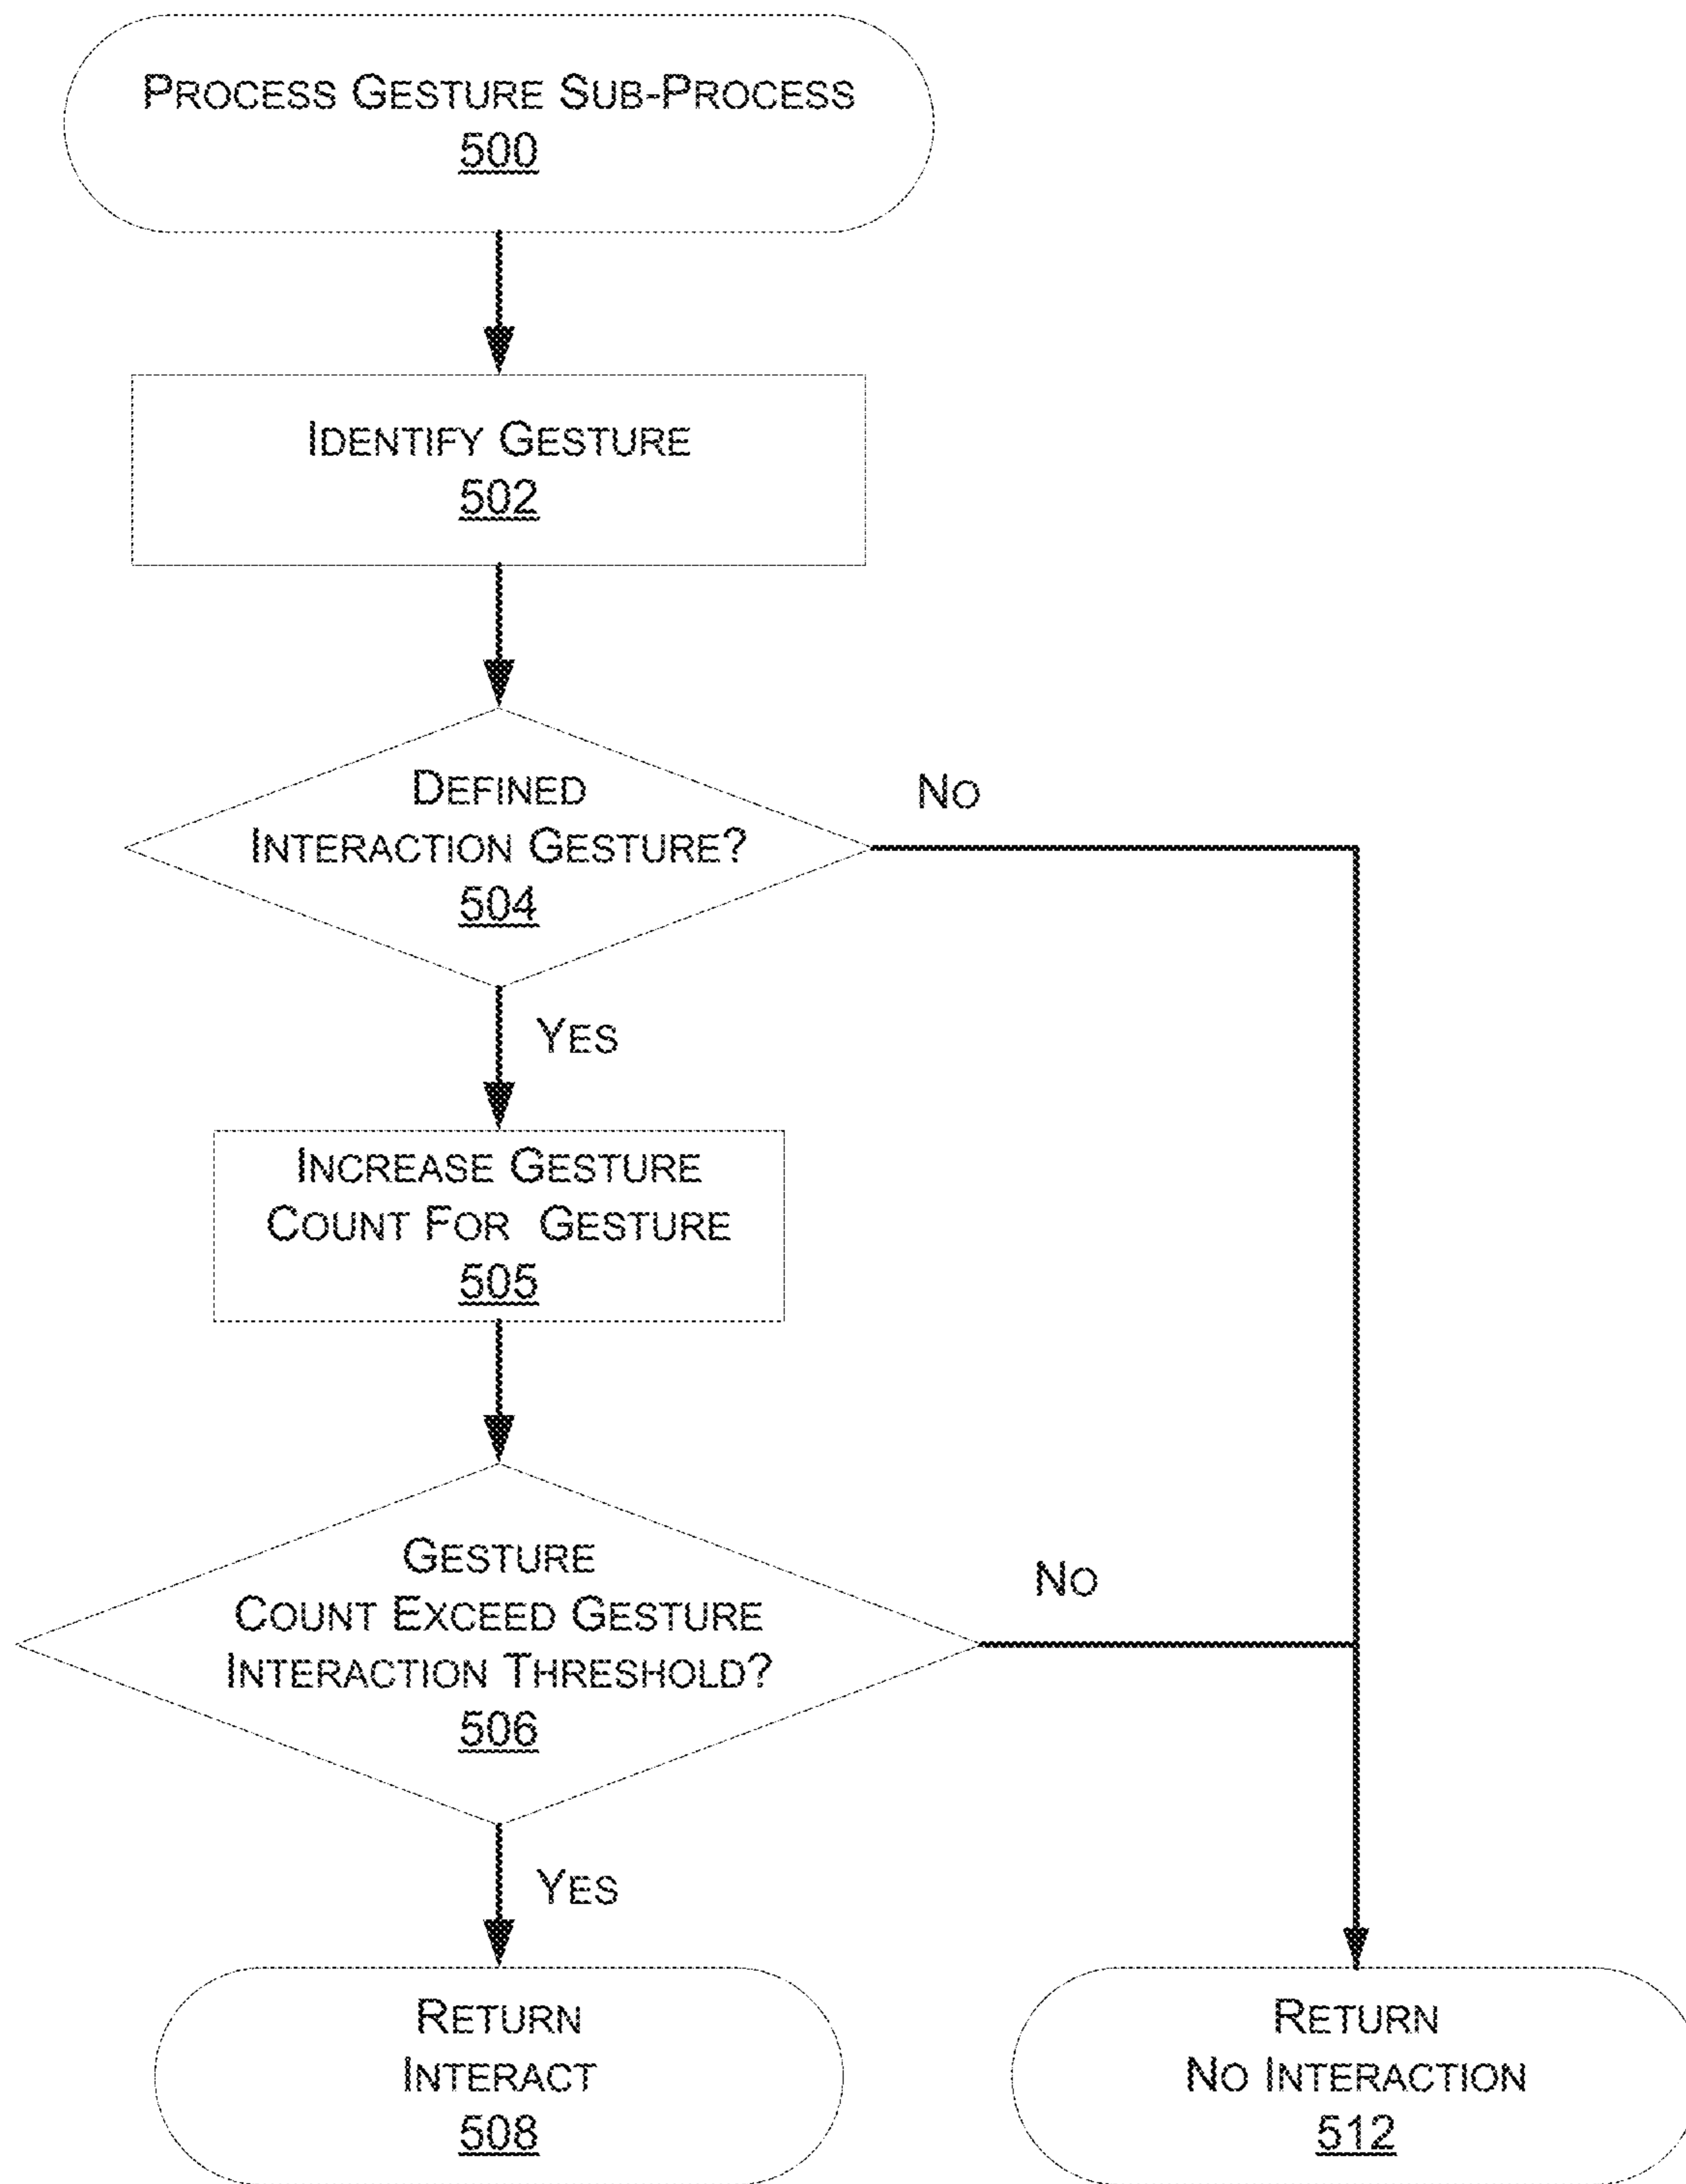 PROCESS GESTURE SUB-PROCESS
500
IDENTIFY GESTURE
502
DEFINED
INTERACTION GESTURE?
504
NO
YES
INCREASE GESTURE
COUNT FOR GESTURE
505
GESTURE
COUNT EXCEED GESTURE
INTERACTION THRESHOLD?
506
NO
YES
RETURN
INTERACT
508
RETURN
NO INTERACTION
512